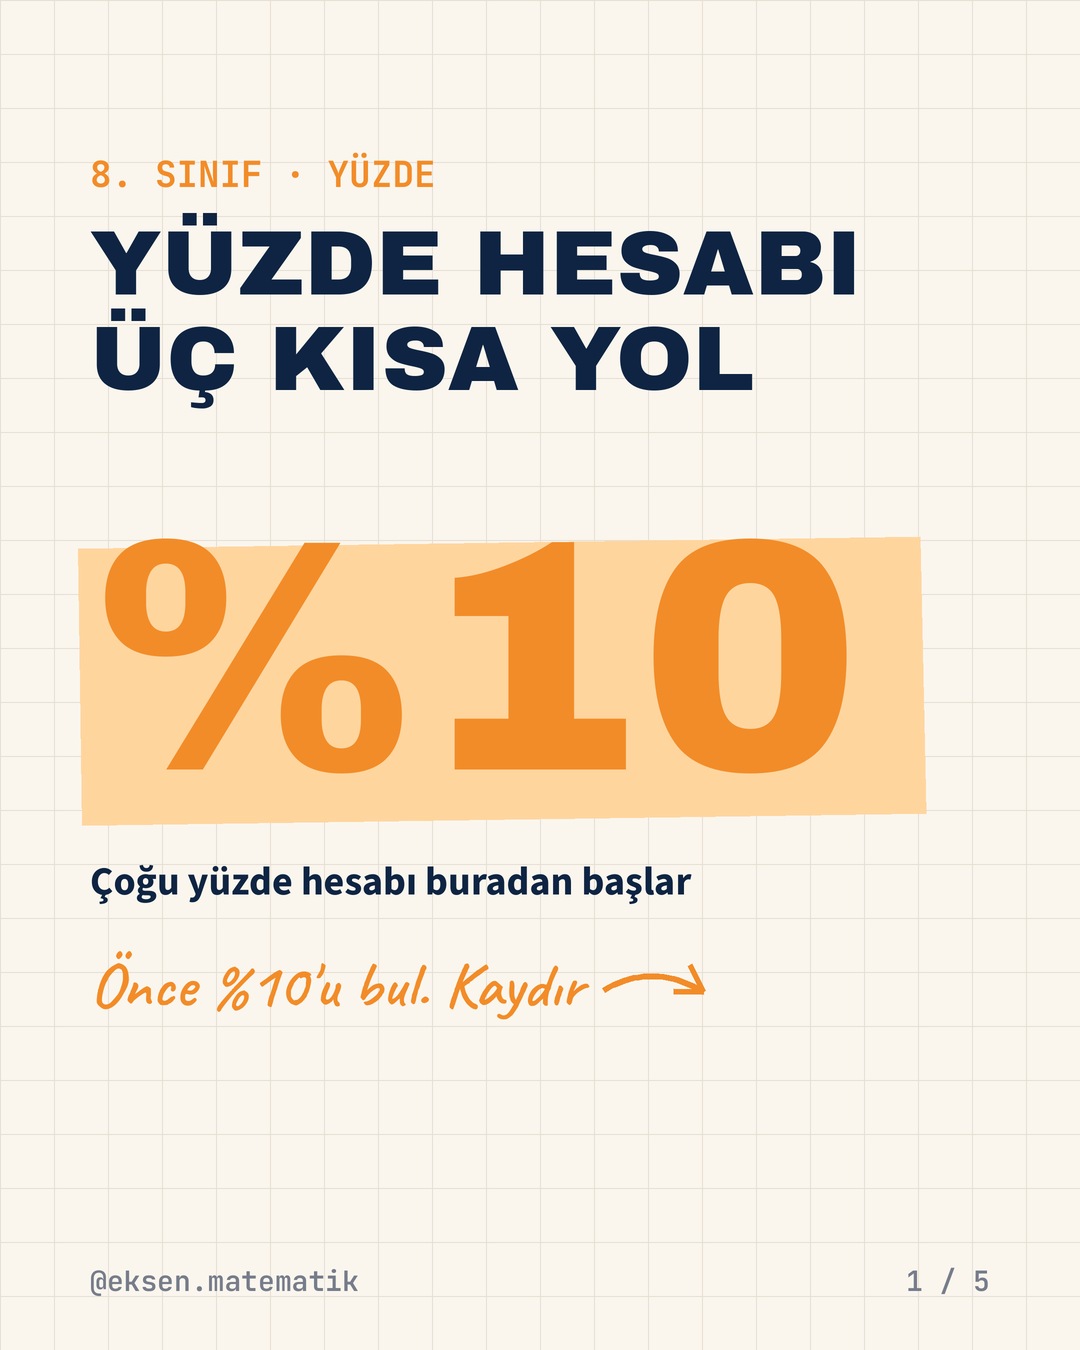 8. SINIF · YÜZDE
YÜZDE HESABI
ÜÇ KISA YOL
%10
Çoğu yüzde hesabı buradan başlar
Önce %10'u bul. Kaydır
@eksen.matematik
1 / 5